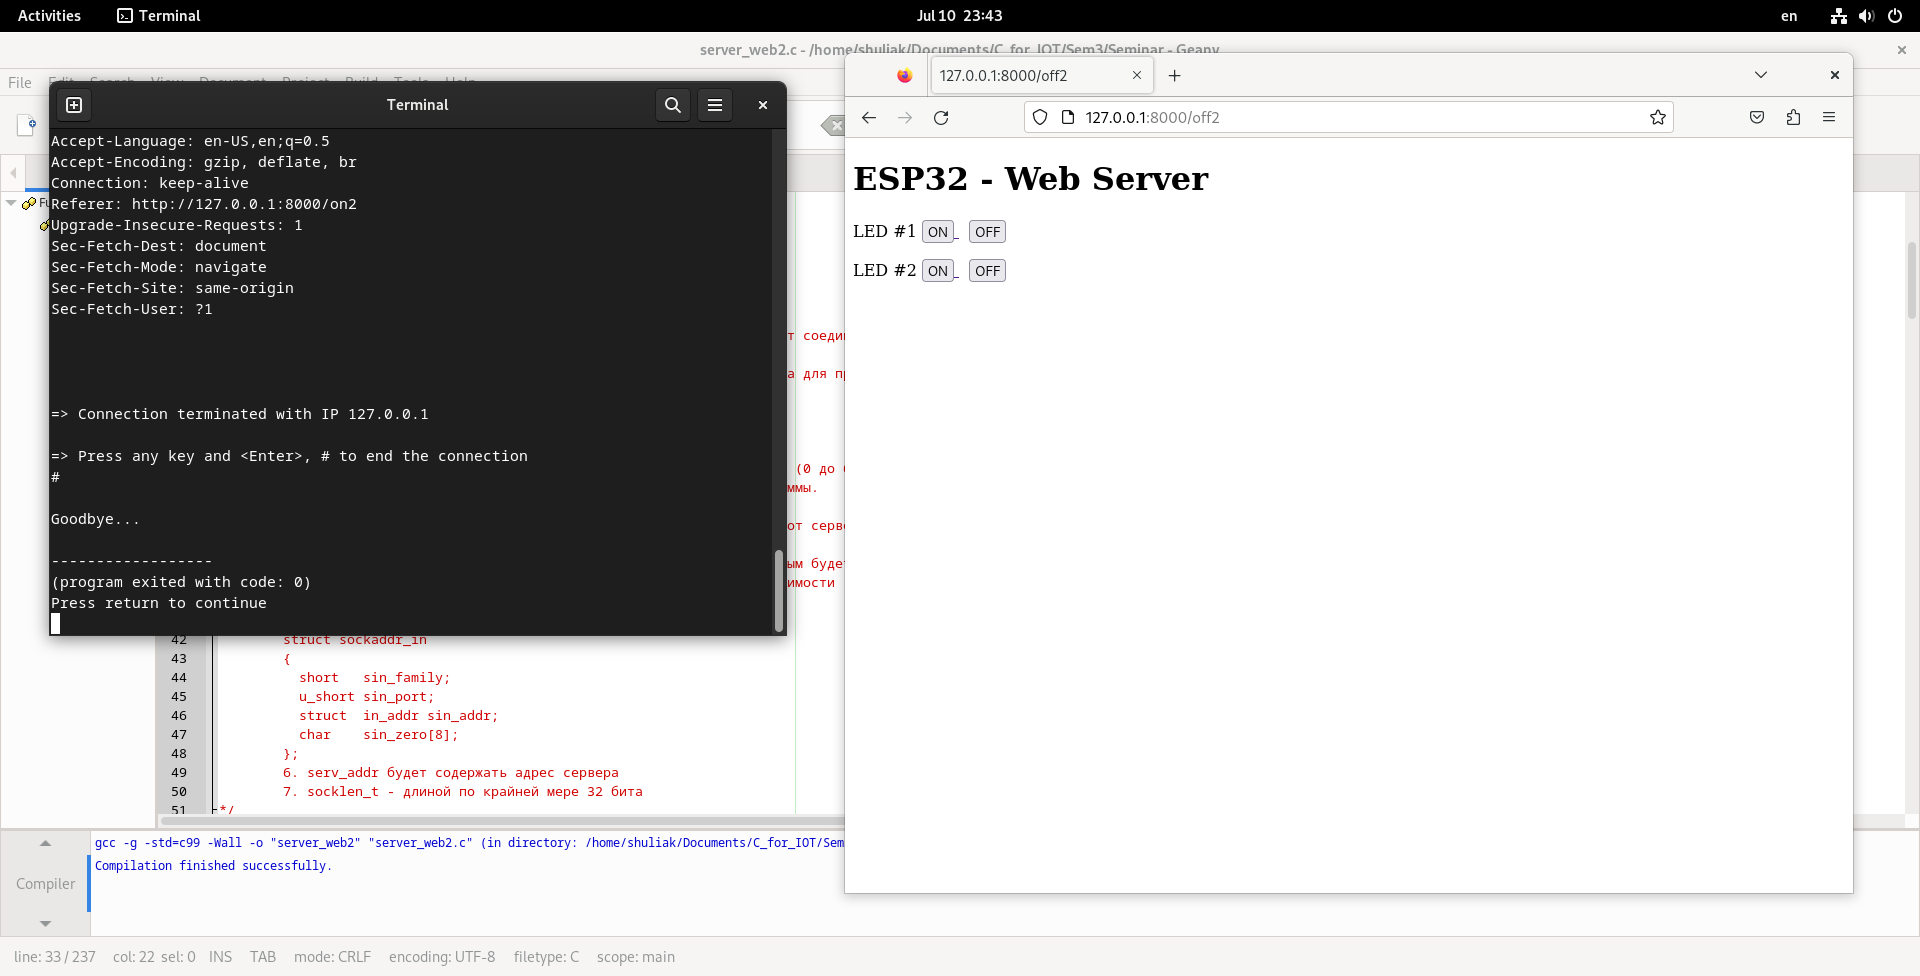 Activities
Terminal
Jul 10 23:43
en
server_web2.c - /home/shuliak/Documents/C_for_IOT/Sem3/Seminar - Geany
File Edit Search View Document Project Build Tools Help
Terminal
Accept-Language: en-US,en;q=0.5
Accept-Encoding: gzip, deflate, br
Connection: keep-alive
Referer: http://127.0.0.1:8000/on2
Upgrade-Insecure-Requests: 1
Sec-Fetch-Dest: document
Sec-Fetch-Mode: navigate
Sec-Fetch-Site: same-origin
Sec-Fetch-User: ?1
=> Connection terminated with IP 127.0.0.1
=> Press any key and <Enter>, # to end the connection
#
Goodbye...
------------------
(program exited with code: 0)
Press return to continue
127.0.0.1:8000/off2
127.0.0.1:8000/off2
ESP32 - Web Server
LED #1 ON OFF
LED #2 ON OFF
а для
(0 до
от
42 struct sockaddr_in
43 {
44 short sin_family;
45 u_short sin_port;
46 struct in_addr sin_addr;
47 char sin_zero[8];
48 };
49 6. serv_addr будет содержать адрес сервера
50 7. socklen_t - длиной по крайней мере 32 бита
51 */
Compiler
gcc -g -std=c99 -Wall -o "server_web2" "server_web2.c" (in directory: /home/shuliak/Documents/C_for_IOT/Sem
Compilation finished successfully.
line: 33 / 237 col: 22 sel: 0 INS TAB mode: CRLF encoding: UTF-8 filetype: C scope: main